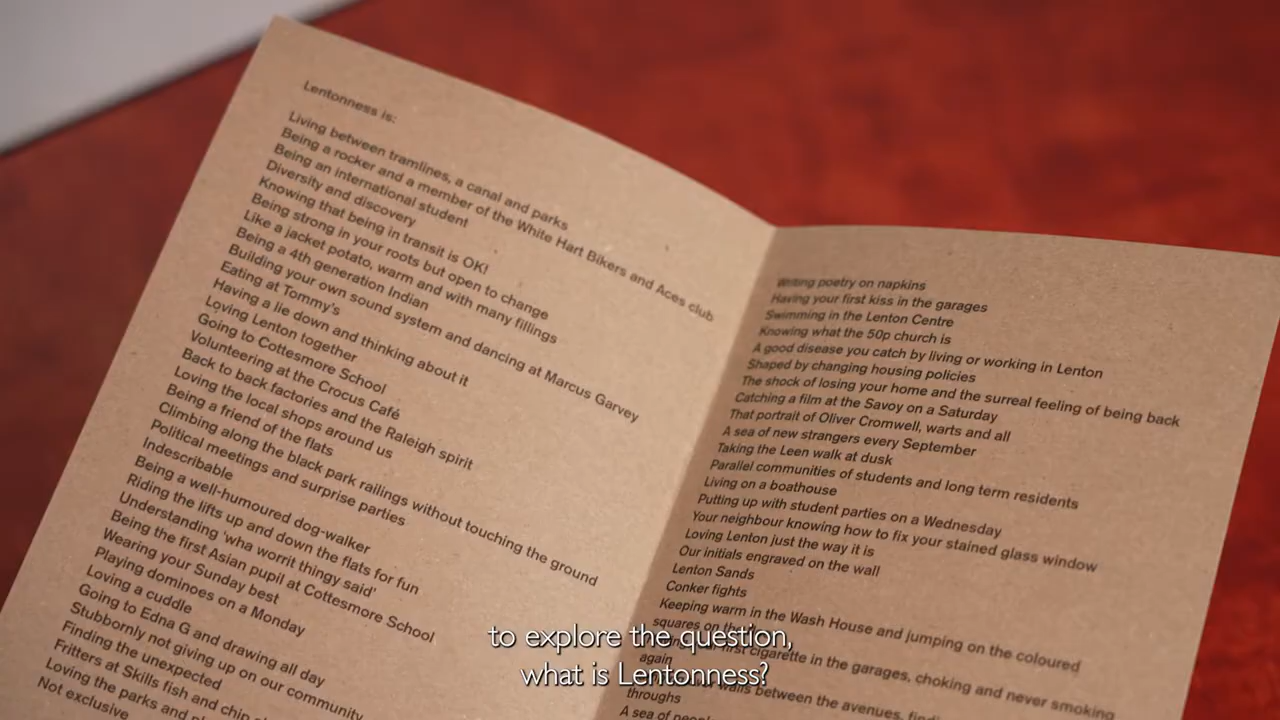 Lentonness is:
Living between tramlines, a canal and parks
Being a rocker and a member of the White Hart Bikers and Aces club
Being an international student
Diversity and discovery
Knowing that being in transit is OK!
Being strong in your roots but open to change
Like a jacket potato, warm and with many fillings
Being a 4th generation Indian
Building your own sound system and dancing at Marcus Garvey
Eating at Tommy's
Having a lie down and thinking about it
Loving Lenton together
Going to Cottesmore School
Volunteering at the Crocus Café
Back to back factories and the Raleigh spirit
Loving the local shops around us
Being a friend of the flats
Climbing along the black park railings without touching the ground
Political meetings and surprise parties
Indescribable
Being a well-humoured dog-walker
Riding the lifts up and down the flats for fun
Understanding 'wha worrit thingy said'
Being the first Asian pupil at Cottesmore School
Wearing your Sunday best
Playing dominoes on a Monday
Loving a cuddle
Going to Edna G and drawing all day
Stubbornly not giving up on our community
Finding the unexpected
Fritters at Skills fish and chip
Loving the parks and
Not exclusive
Writing poetry on napkins
Having your first kiss in the garages
Swimming in the Lenton Centre
Knowing what the 50p church is
A good disease you catch by living or working in Lenton
Shaped by changing housing policies
The shock of losing your home and the surreal feeling of being back
Catching a film at the Savoy on a Saturday
That portrait of Oliver Cromwell, warts and all
A sea of new strangers every September
Taking the Leen walk at dusk
Parallel communities of students and long term residents
Living on a boathouse
Putting up with student parties on a Wednesday
Your neighbour knowing how to fix your stained glass window
Loving Lenton just the way it is
Our initials engraved on the wall
Lenton Sands
Conker fights
Keeping warm in the Wash House and jumping on the coloured
squares on the
first cigarette in the garages, choking and never smoking
again
walls between the avenues,
throughs
A sea of
to explore the question,
what is Lentonness?